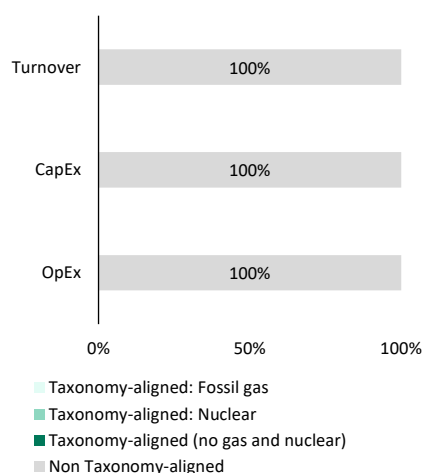 Turnover
100%
CapEx
100%
OpEx
100%
0%
50%
100%
Taxonomy-aligned: Fossil gas
Taxonomy-aligned: Nuclear
Taxonomy-aligned (no gas and nuclear)
Non Taxonomy-aligned